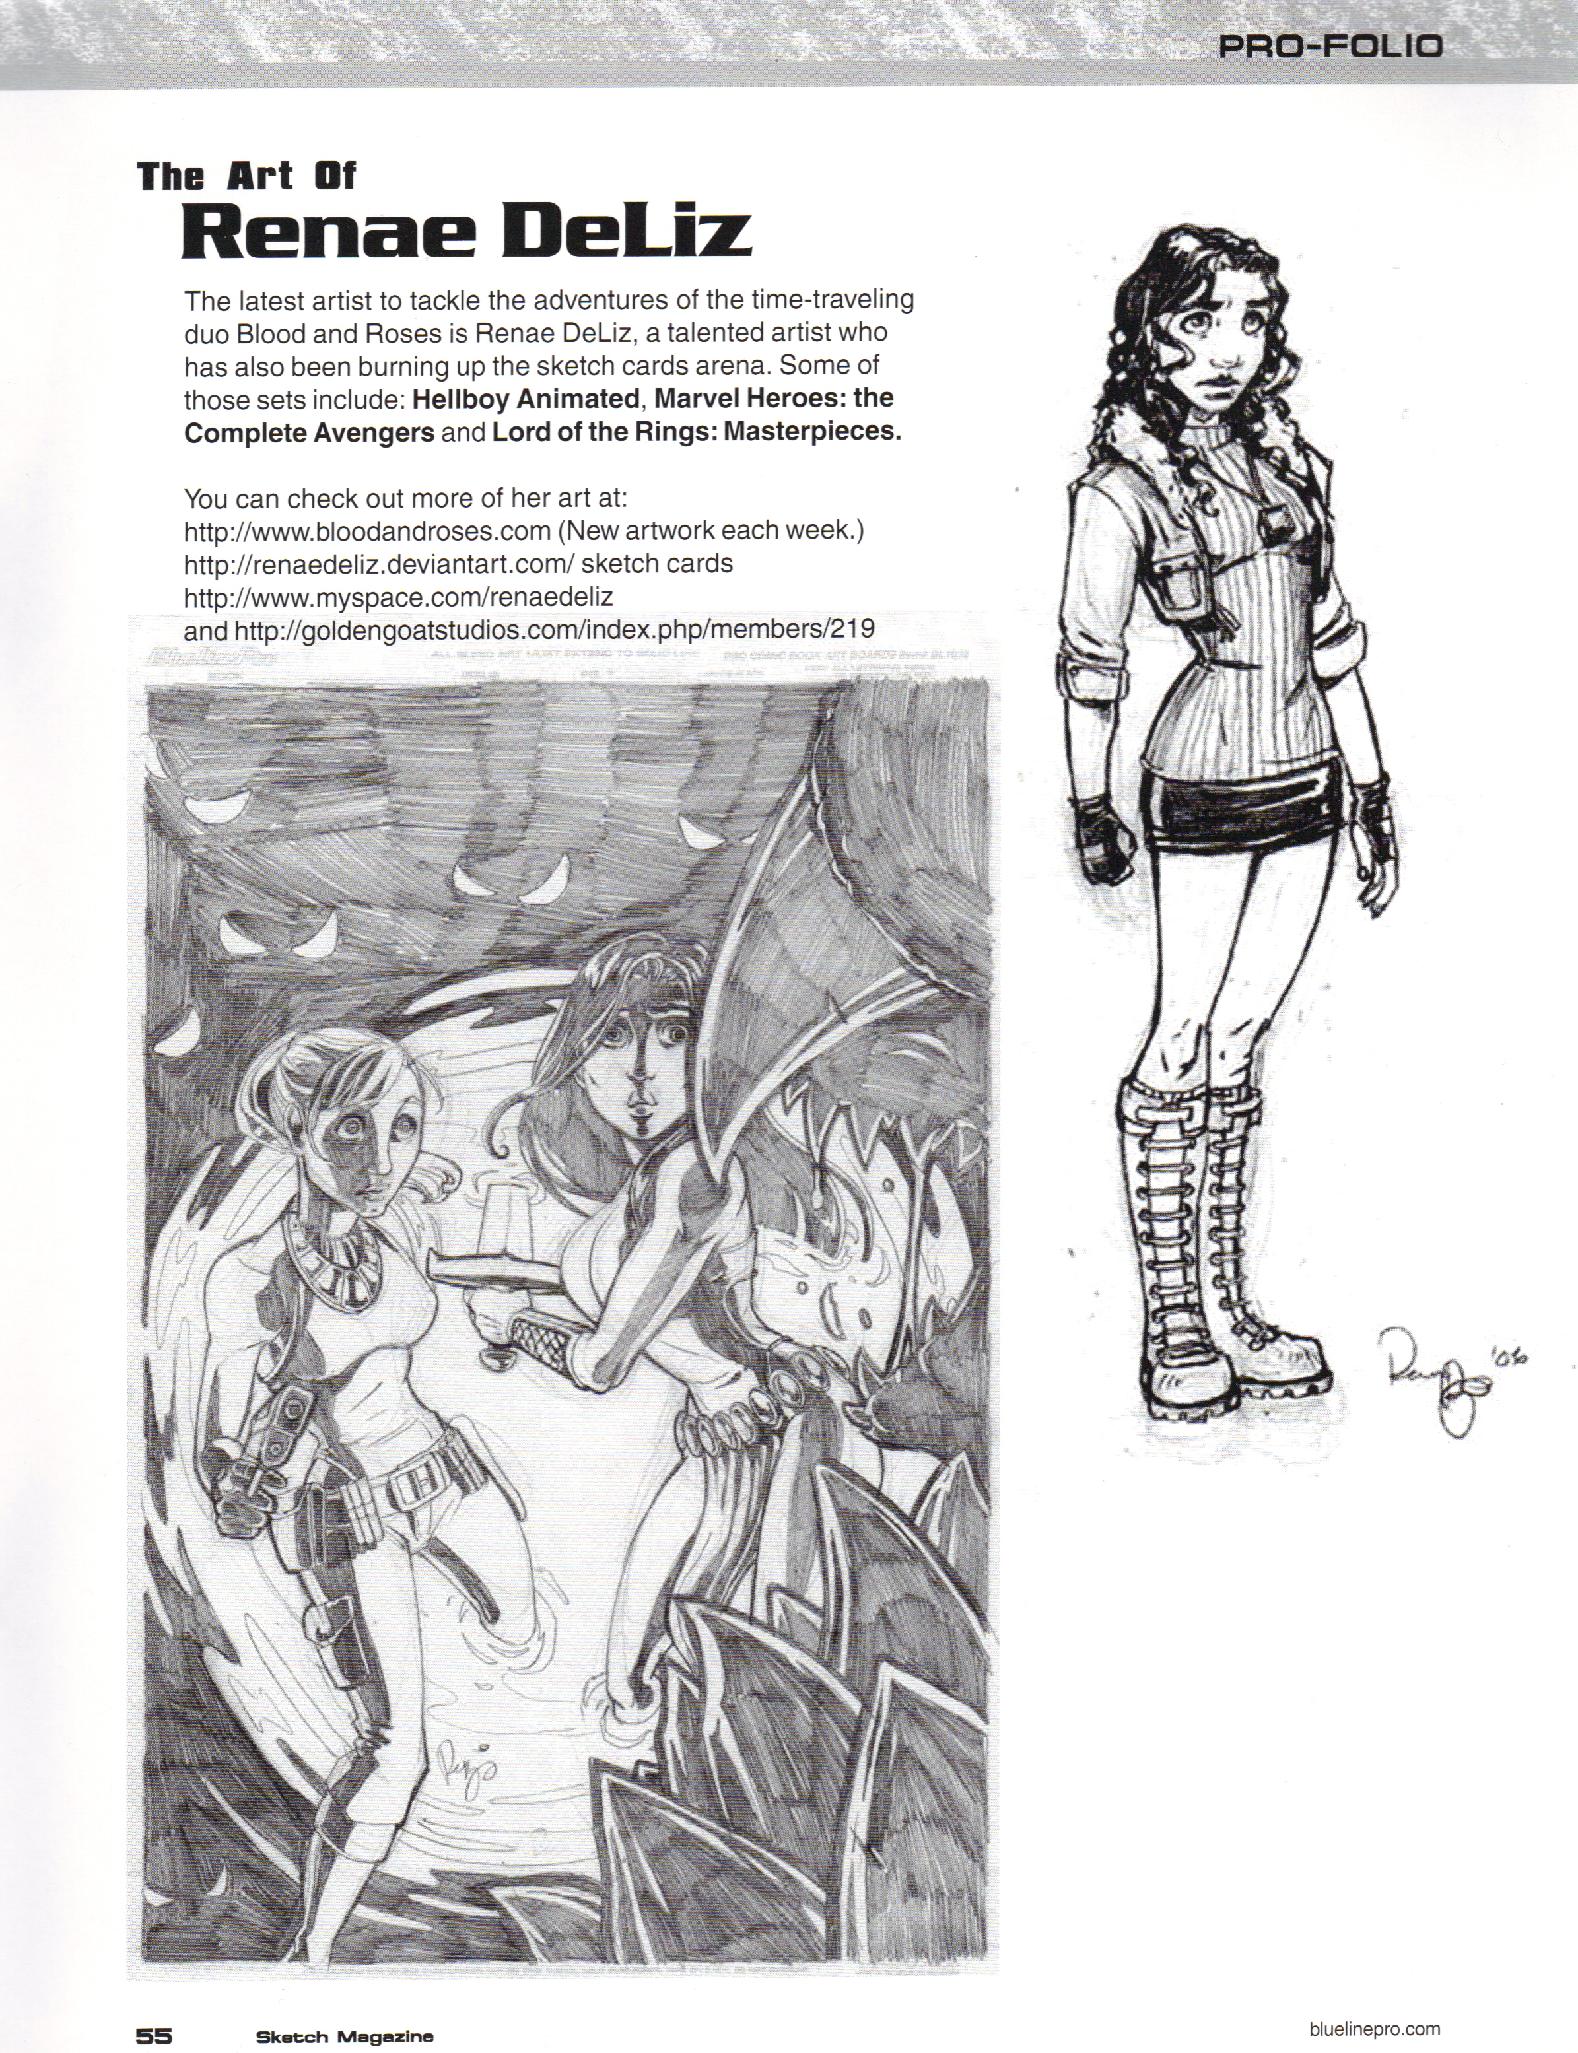 PRO-FOLIO
The Art Of
Renae DeLiz
The latest artist to tackle the adventures of the time-traveling
duo Blood and Roses is Renae DeLiz, a talented artist who
has also been burning up the sketch cards arena. Some of
those sets include: Hellboy Animated, Marvel Heroes: the
Complete Avengers and Lord of the Rings: Masterpieces.
You can check out more of her art at:
http://www.bloodandroses.com (New artwork each week.)
http://renaedeliz.deviantart.com/ sketch cards
http://www.myspace.com/renaedeliz
and http://goldengoatstudios.com/index.php/members/219
'06
55 Sketch Magazine
bluelinepro.com